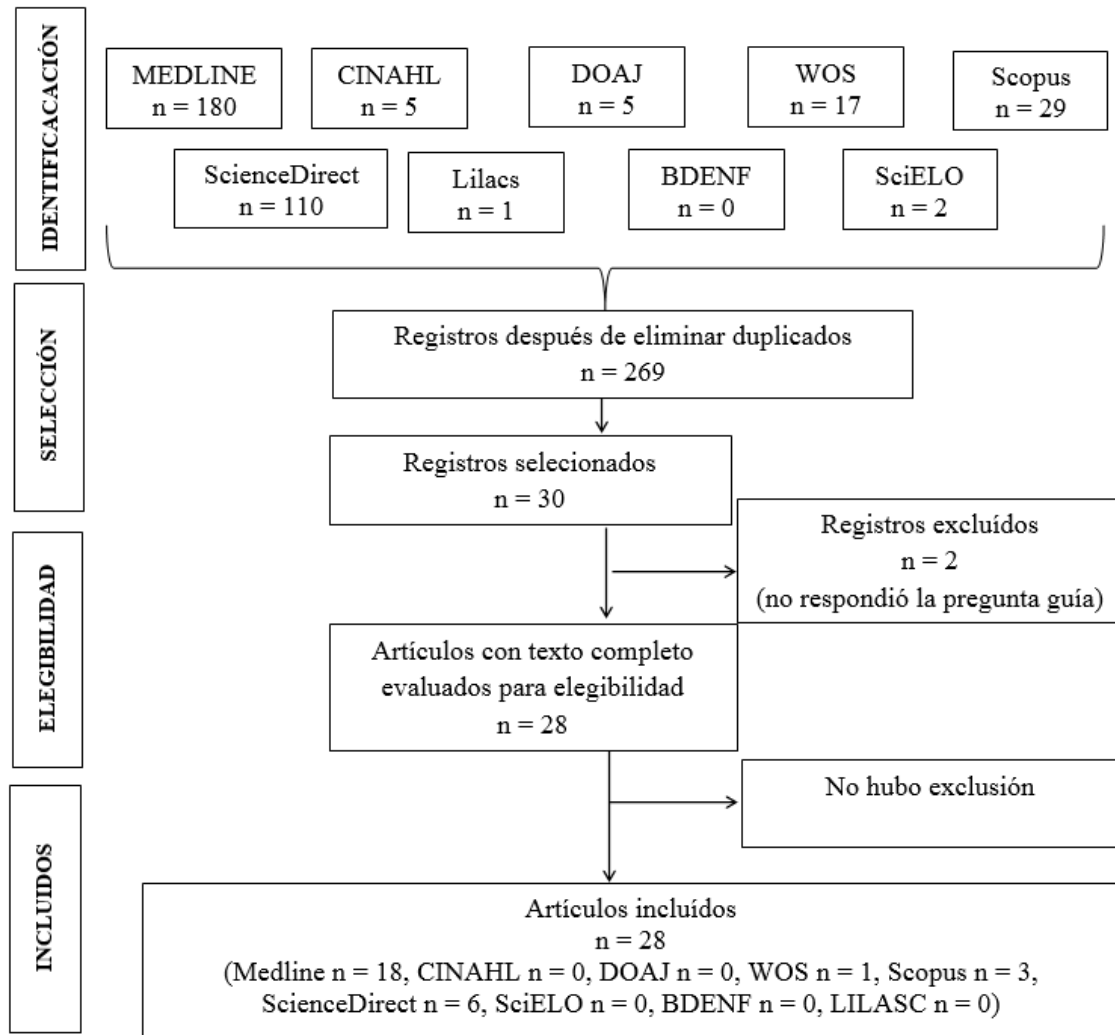 IDENTIFICACACIÓN
MEDLINE
n = 180
CINAHL
n = 5
DOAJ
n = 5
WOS
n = 17
Scopus
n = 29
ScienceDirect
n = 110
Lilacs
n = 1
BDENF
n = 0
SciELO
n = 2
SELECCIÓN
Registros después de eliminar duplicados
n = 269
Registros selecionados
n = 30
ELEGIBILIDAD
Registros excluídos
n = 2
(no respondió la pregunta guía)
Artículos con texto completo
evaluados para elegibilidad
n = 28
No hubo exclusión
INCLUIDOS
Artículos incluídos
n = 28
(Medline n = 18, CINAHL n = 0, DOAJ n = 0, WOS n = 1, Scopus n = 3,
ScienceDirect n = 6, SciELO n = 0, BDENF n = 0, LILASC n = 0)